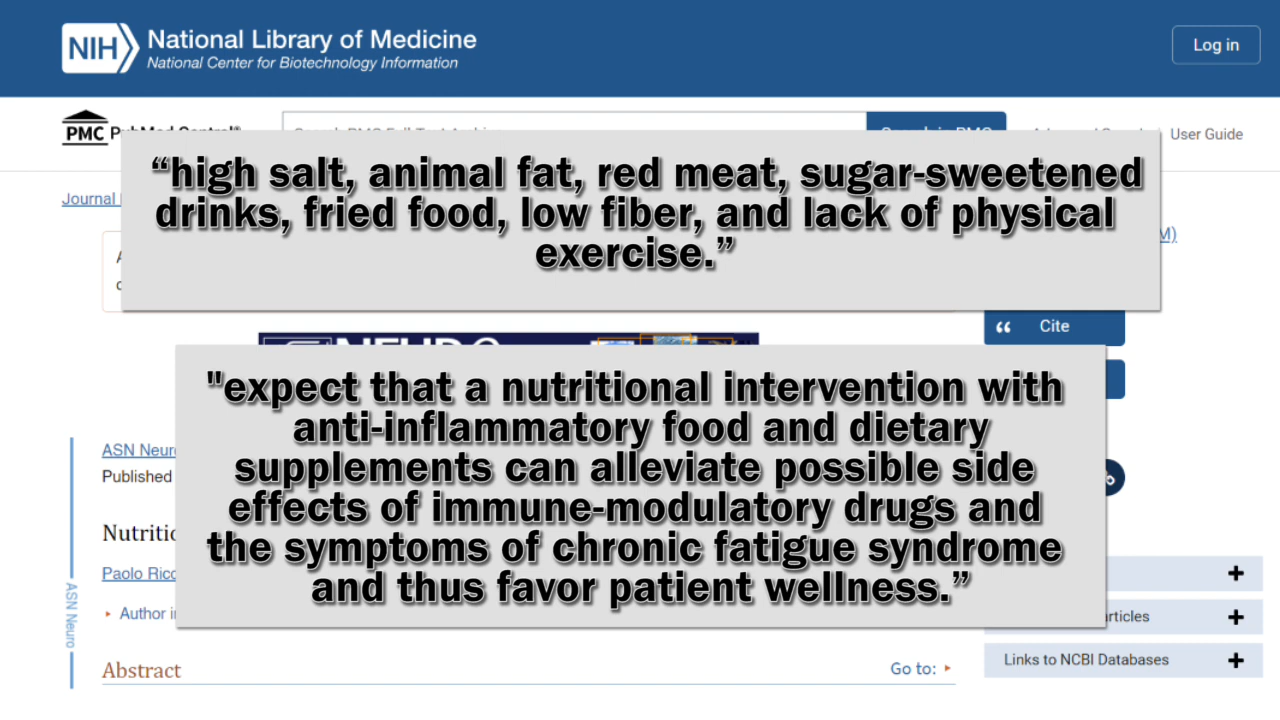 NIH National Library of Medicine
National Center for Biotechnology Information
Log in
PMC
User Guide
Journal
“high salt, animal fat, red meat, sugar-sweetened
drinks, fried food, low fiber, and lack of physical
exercise.”
Cite
"expect that a nutritional intervention with
anti-inflammatory food and dietary
supplements can alleviate possible side
effects of immune-modulatory drugs and
the symptoms of chronic fatigue syndrome
and thus favor patient wellness.”
ASN Neuro
Published
Paolo
Author
ASN Neuro
Links to NCBI Databases
Abstract
Go to: